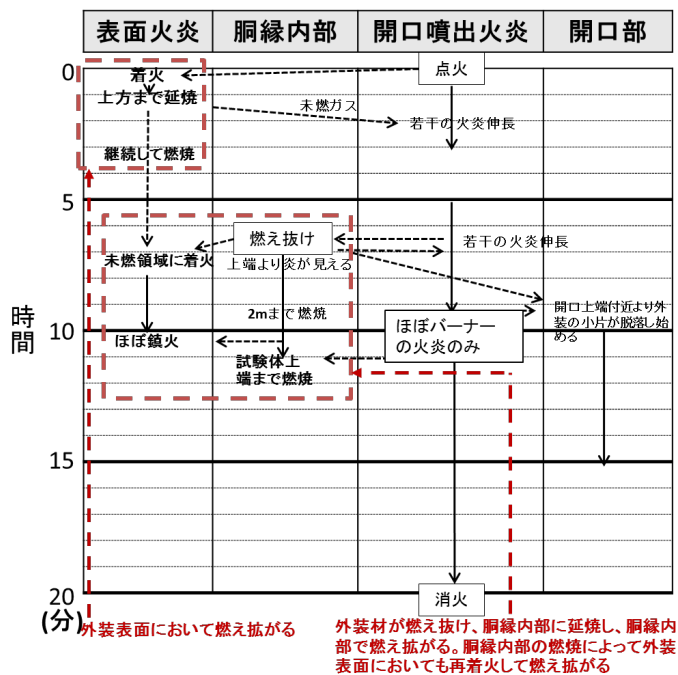 表面火炎
胴縁内部
開口噴出火炎
開口部
0
点火
着火
上方まで延焼
未燃ガス
若干の火炎伸長
継続して燃焼
5
燃え抜け
若干の火炎伸長
未燃領域に着火
上端より炎が見える
時間
2mまで燃焼
開口上端付近より外
装の小片が脱落し始
める
10
ほぼバーナー
の火炎のみ
ほぼ鎮火
試験体上
端まで燃焼
15
20
(分)
消火
外装表面において燃え拡がる
外装材が燃え抜け、胴縁内部に延焼し、胴縁内
部で燃え拡がる。胴縁内部の燃焼によって外装
表面においても再着火して燃え拡がる